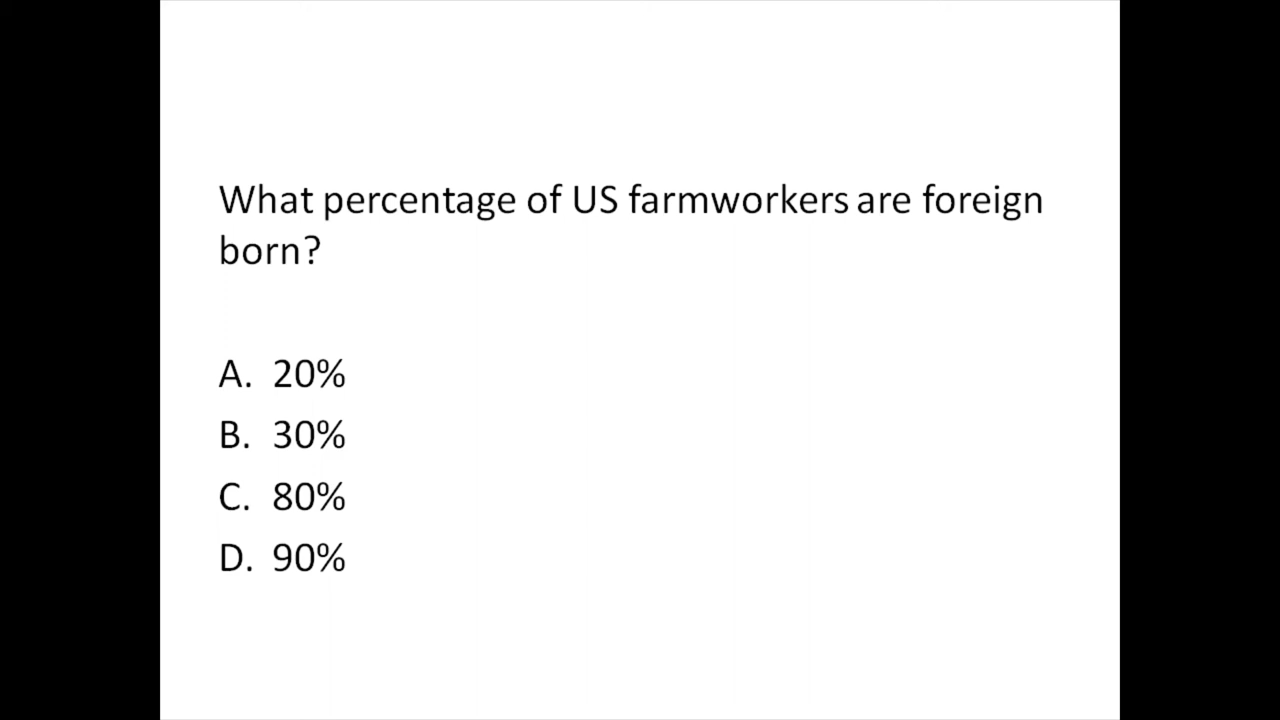 What percentage of US farmworkers are foreign
born?
A. 20%
B. 30%
C. 80%
D. 90%